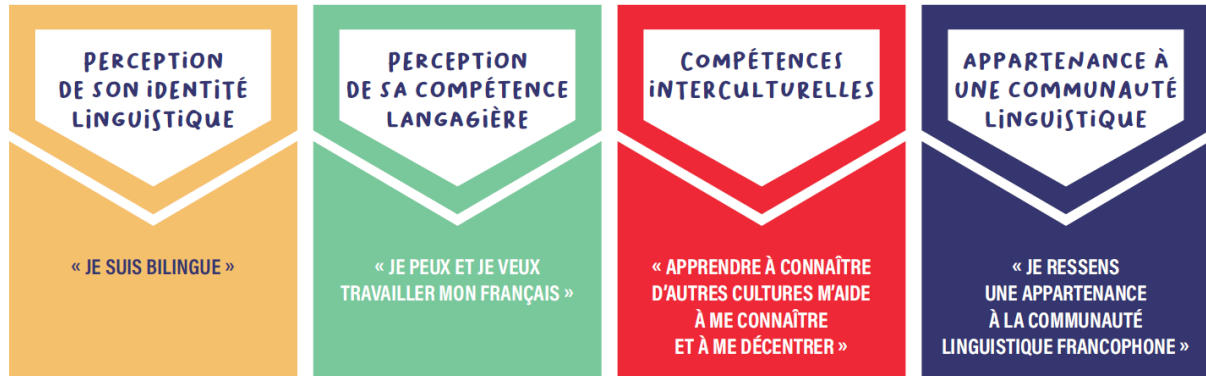 PERCEPTION
DE SON IDENTITÉ
LINGUISTIQUE
« JE SUIS BILINGUE »
PERCEPTION
DE SA COMPÉTENCE
LANGAGIÈRE
« JE PEUX ET JE VEUX
TRAVAILLER MON FRANÇAIS »
COMPÉTENCES
INTERCULTURELLES
« APPRENDRE À CONNAÎTRE
D'AUTRES CULTURES M'AIDE
À ME CONNAÎTRE
ET À ME DÉCENTRER »
APPARTENANCE À
UNE COMMUNAUTÉ
LINGUISTIQUE
« JE RESSENS
UNE APPARTENANCE
À LA COMMUNAUTÉ
LINGUISTIQUE FRANCOPHONE »